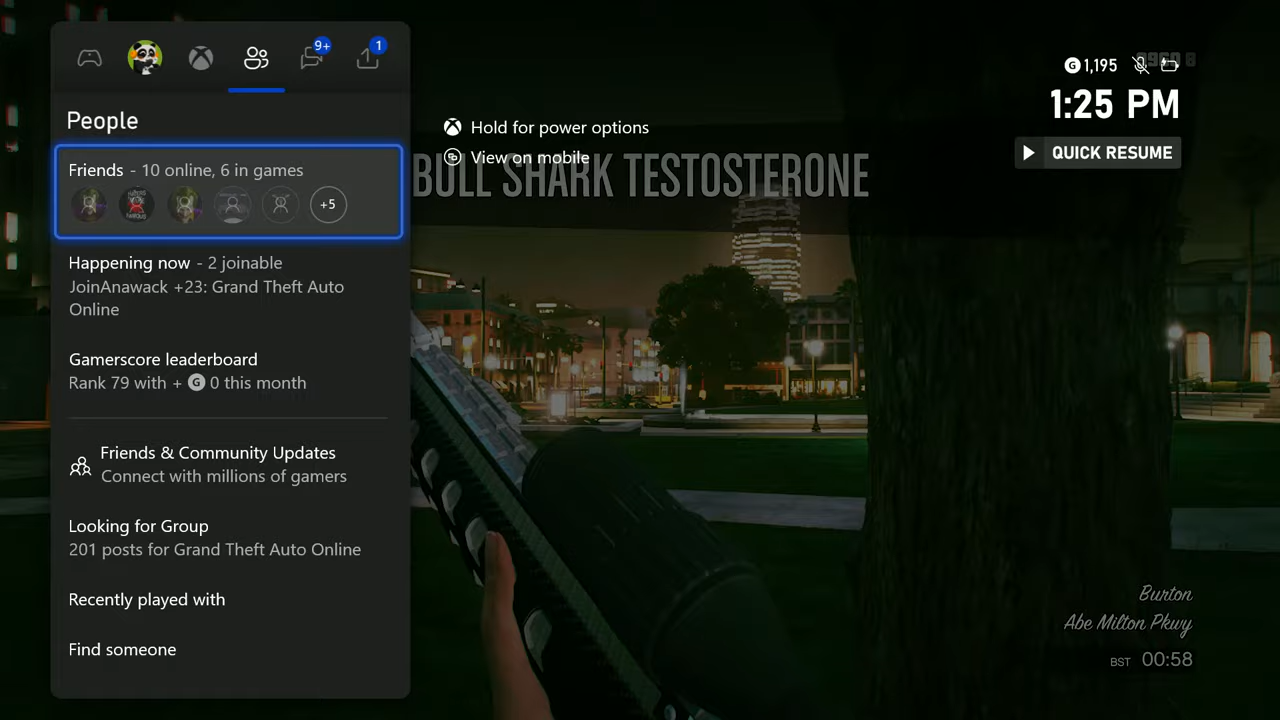 9+
1
People
Friends - 10 online, 6 in games
+5
Happening now - 2 joinable
JoinAnawack +23: Grand Theft Auto
Online
Gamerscore leaderboard
Rank 79 with + G 0 this month
Friends & Community Updates
Connect with millions of gamers
Looking for Group
201 posts for Grand Theft Auto Online
Recently played with
Find someone
Hold for power options
View on mobile
BULL SHARK TESTOSTERONE
G 1,195
1:25 PM
QUICK RESUME
Burton
Abe Milton Pkwy
BST 00:58